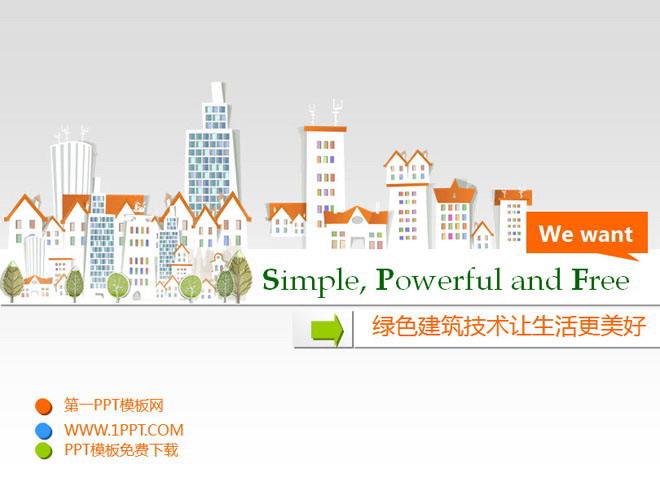 We want
Simple, Powerful and Free
绿色建筑技术让生活更美好
第一PPT模板网
WWW.1PPT.COM
PPT模板免费下载